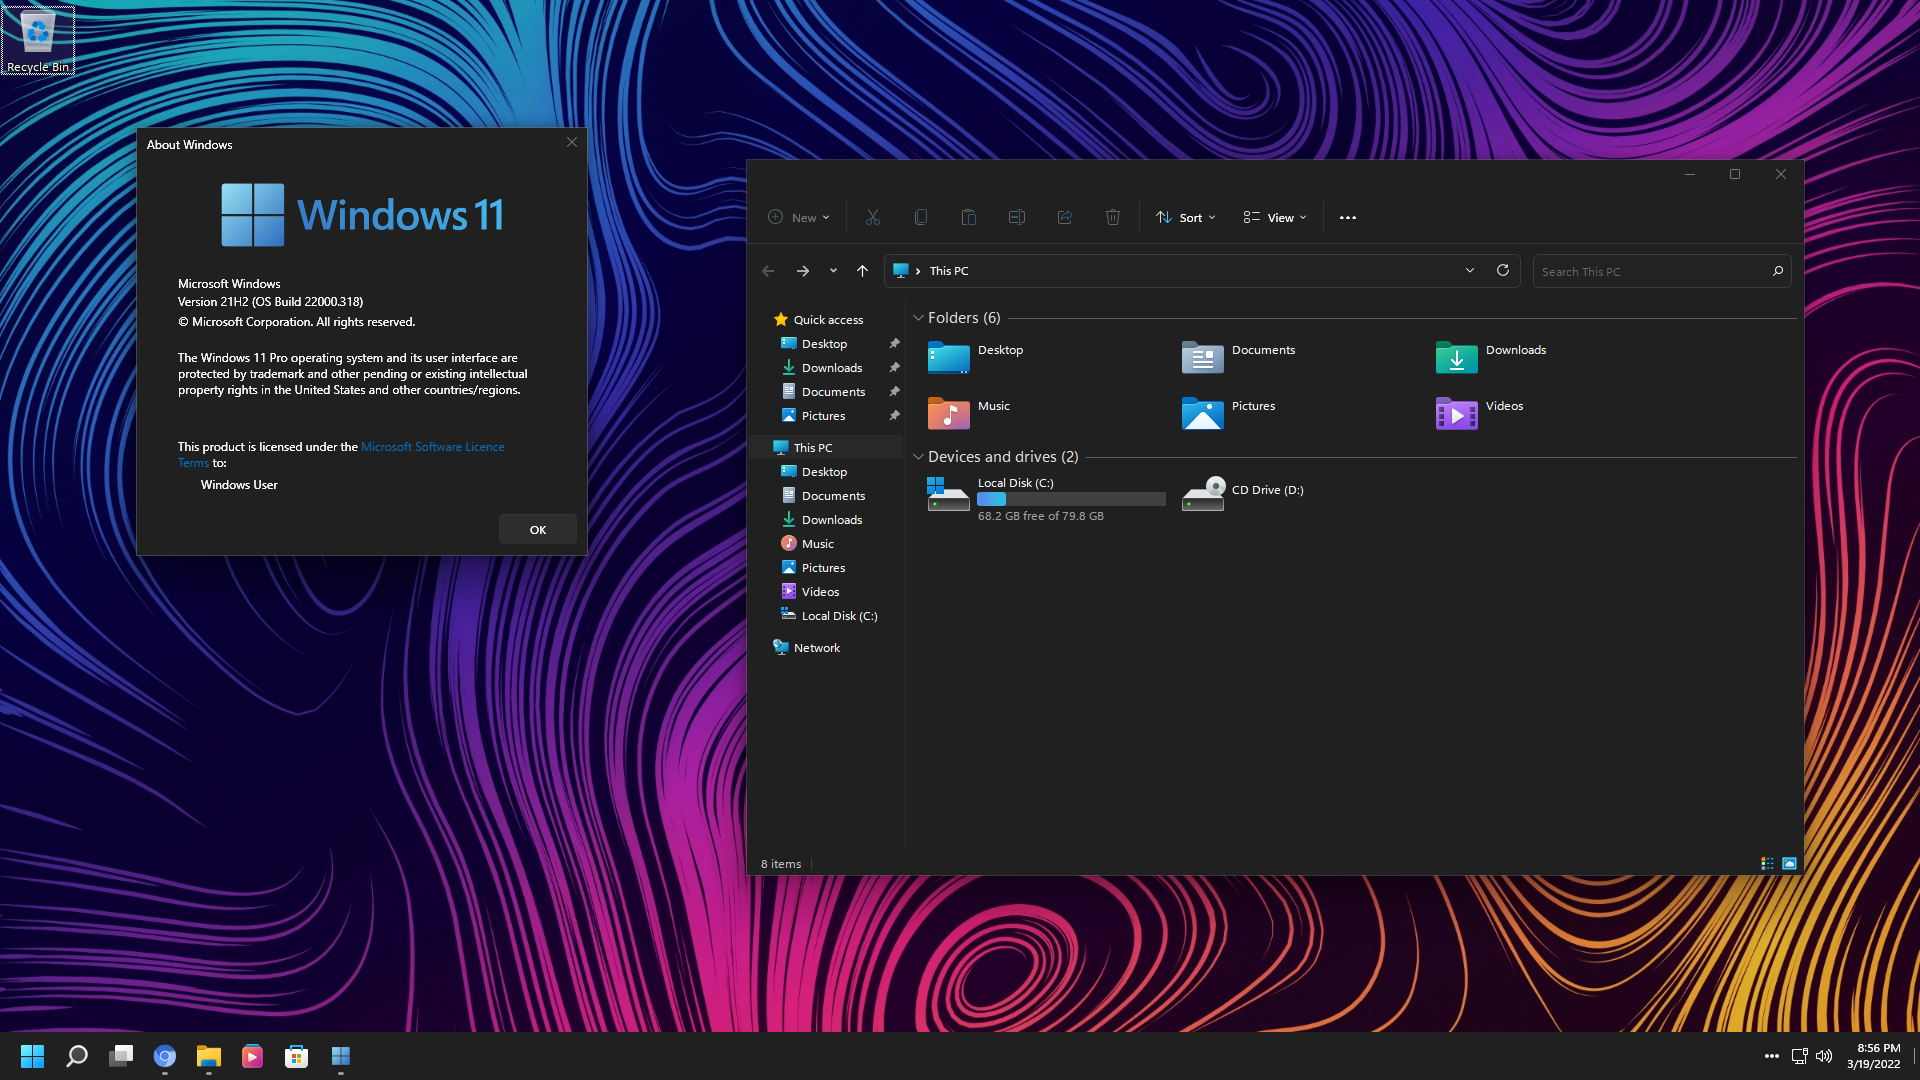 Recycle Bin
About Windows
Windows 11
Microsoft Windows
Version 21H2 (OS Build 22000.318)
© Microsoft Corporation. All rights reserved.
The Windows 11 Pro operating system and its user interface are
protected by trademark and other pending or existing intellectual
property rights in the United States and other countries/regions.
This product is licensed under the Microsoft Software Licence
Terms to:
Windows User
OK
New
Sort
View
This PC
Search This PC
Quick access
Desktop
Downloads
Documents
Pictures
This PC
Desktop
Documents
Downloads
Music
Pictures
Videos
Local Disk (C:)
Network
Folders (6)
Desktop
Documents
Downloads
Music
Pictures
Videos
Devices and drives (2)
Local Disk (C:)
68.2 GB free of 79.8 GB
CD Drive (D:)
8 items
8:56 PM
3/19/2022